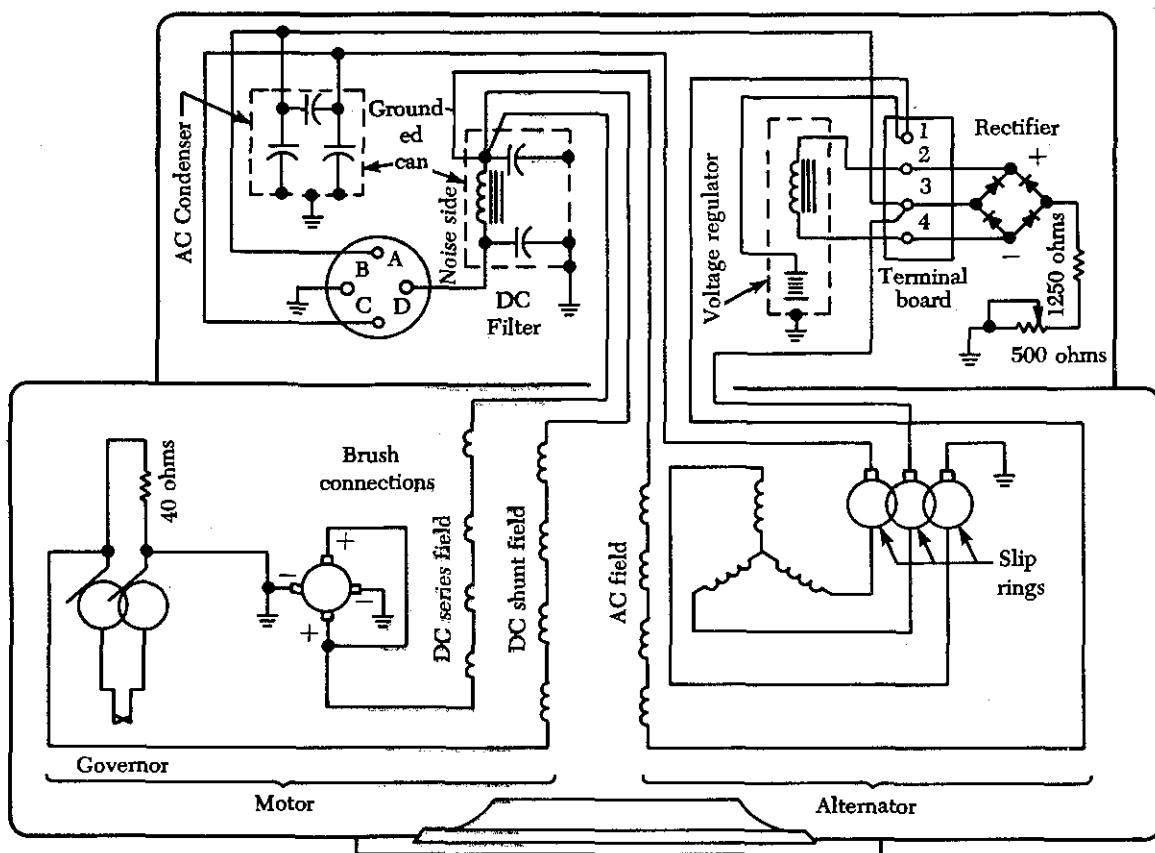 AC Condenser
Ground-
ed
can
Noise side
A
B
C
D
DC
Filter
Voltage regulator
1
2
3
4
Terminal
board
Rectifier
+
−
1250 ohms
500 ohms
40 ohms
Brush
connections
+
−
−
+
DC series field
DC shunt field
AC field
Slip
rings
Governor
Motor
Alternator